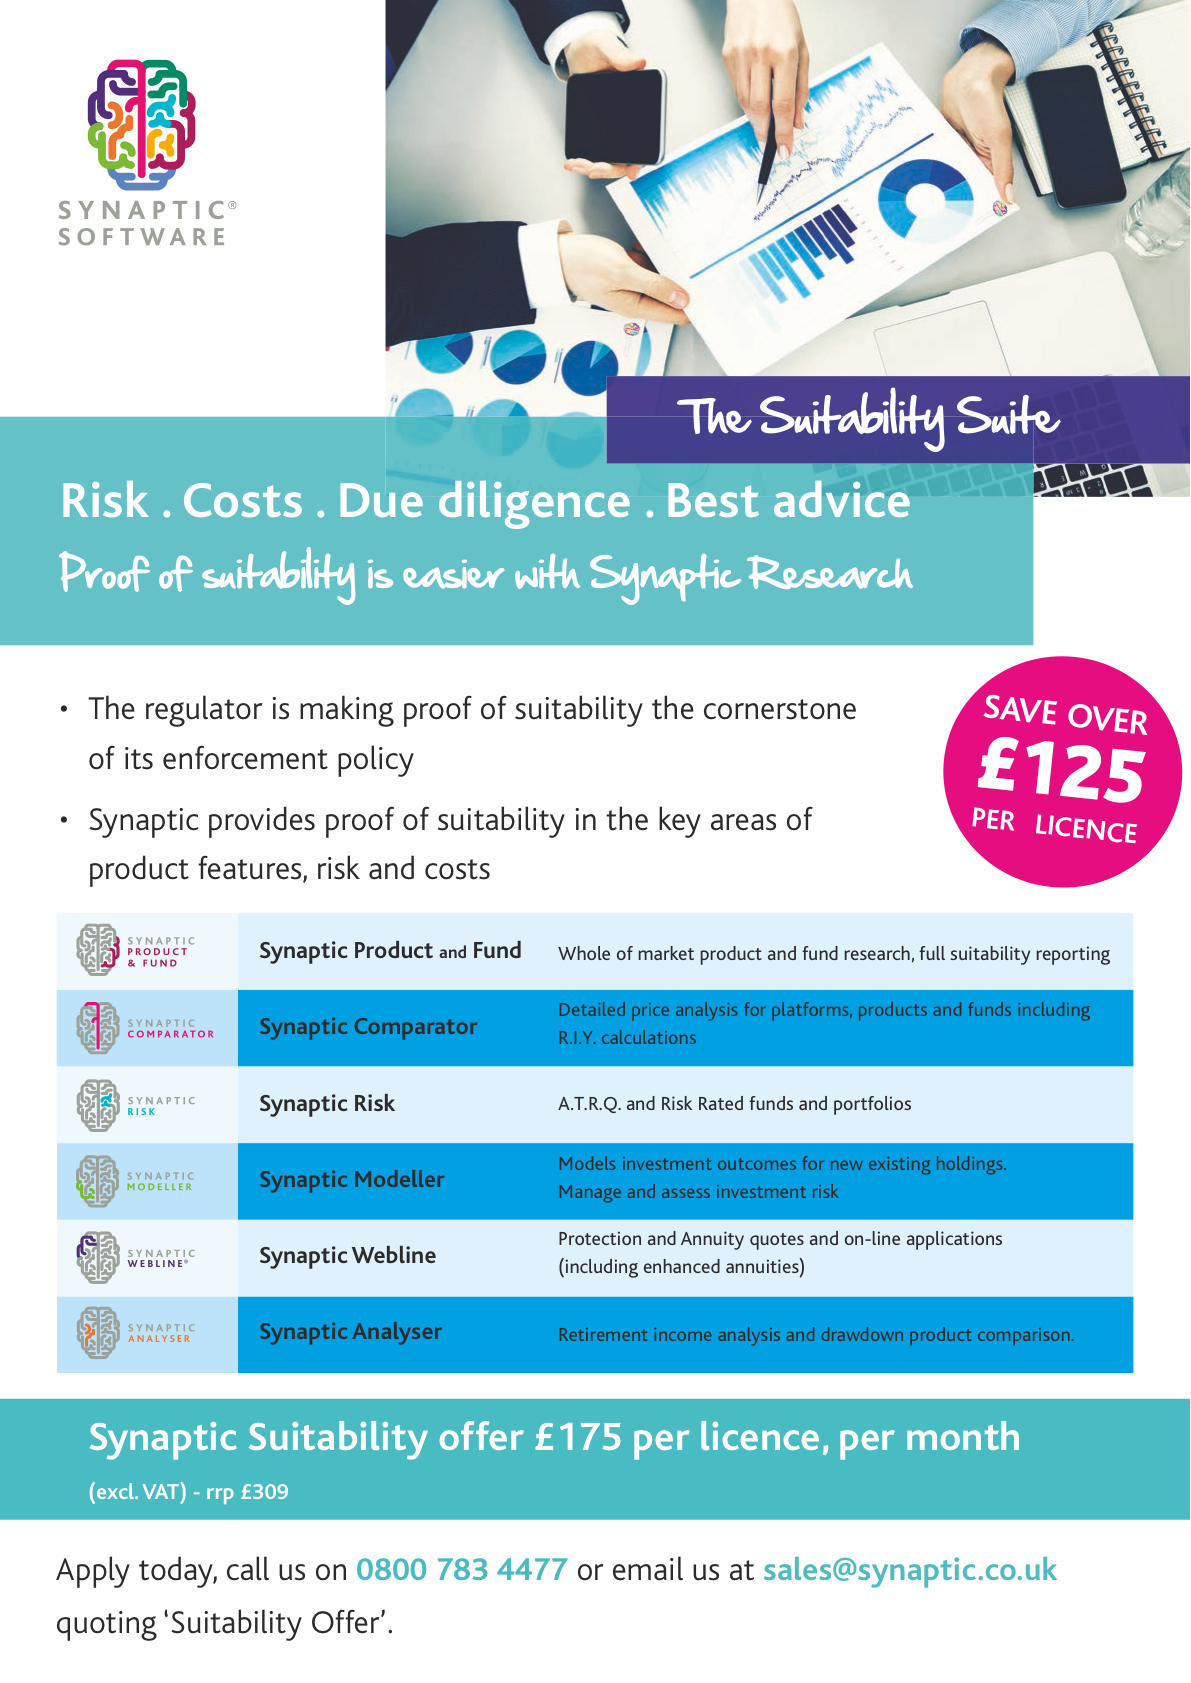 SYNAPTIC®
SOFTWARE
The Suitability Suite
Risk . Costs . Due diligence . Best advice
Proof of suitability is easier with Synaptic Research
• The regulator is making proof of suitability the cornerstone
of its enforcement policy
• Synaptic provides proof of suitability in the key areas of
product features, risk and costs
SAVE OVER
£125
PER LICENCE
SYNAPTIC
PRODUCT
& FUND
Synaptic Product and Fund
Whole of market product and fund research, full suitability reporting
SYNAPTIC
COMPARATOR
Synaptic Comparator
Detailed price analysis for platforms, products and funds including
R.I.Y. calculations
SYNAPTIC
RISK
Synaptic Risk
A.T.R.Q. and Risk Rated funds and portfolios
SYNAPTIC
MODELLER
Synaptic Modeller
Models investment outcomes for new existing holdings.
Manage and assess investment risk
SYNAPTIC
WEBLINE®
Synaptic Webline
Protection and Annuity quotes and on-line applications
(including enhanced annuities)
SYNAPTIC
ANALYSER
Synaptic Analyser
Retirement income analysis and drawdown product comparison.
Synaptic Suitability offer £175 per licence, per month
(excl. VAT) - rrp £309
Apply today, call us on 0800 783 4477 or email us at sales@synaptic.co.uk
quoting ‘Suitability Offer’.